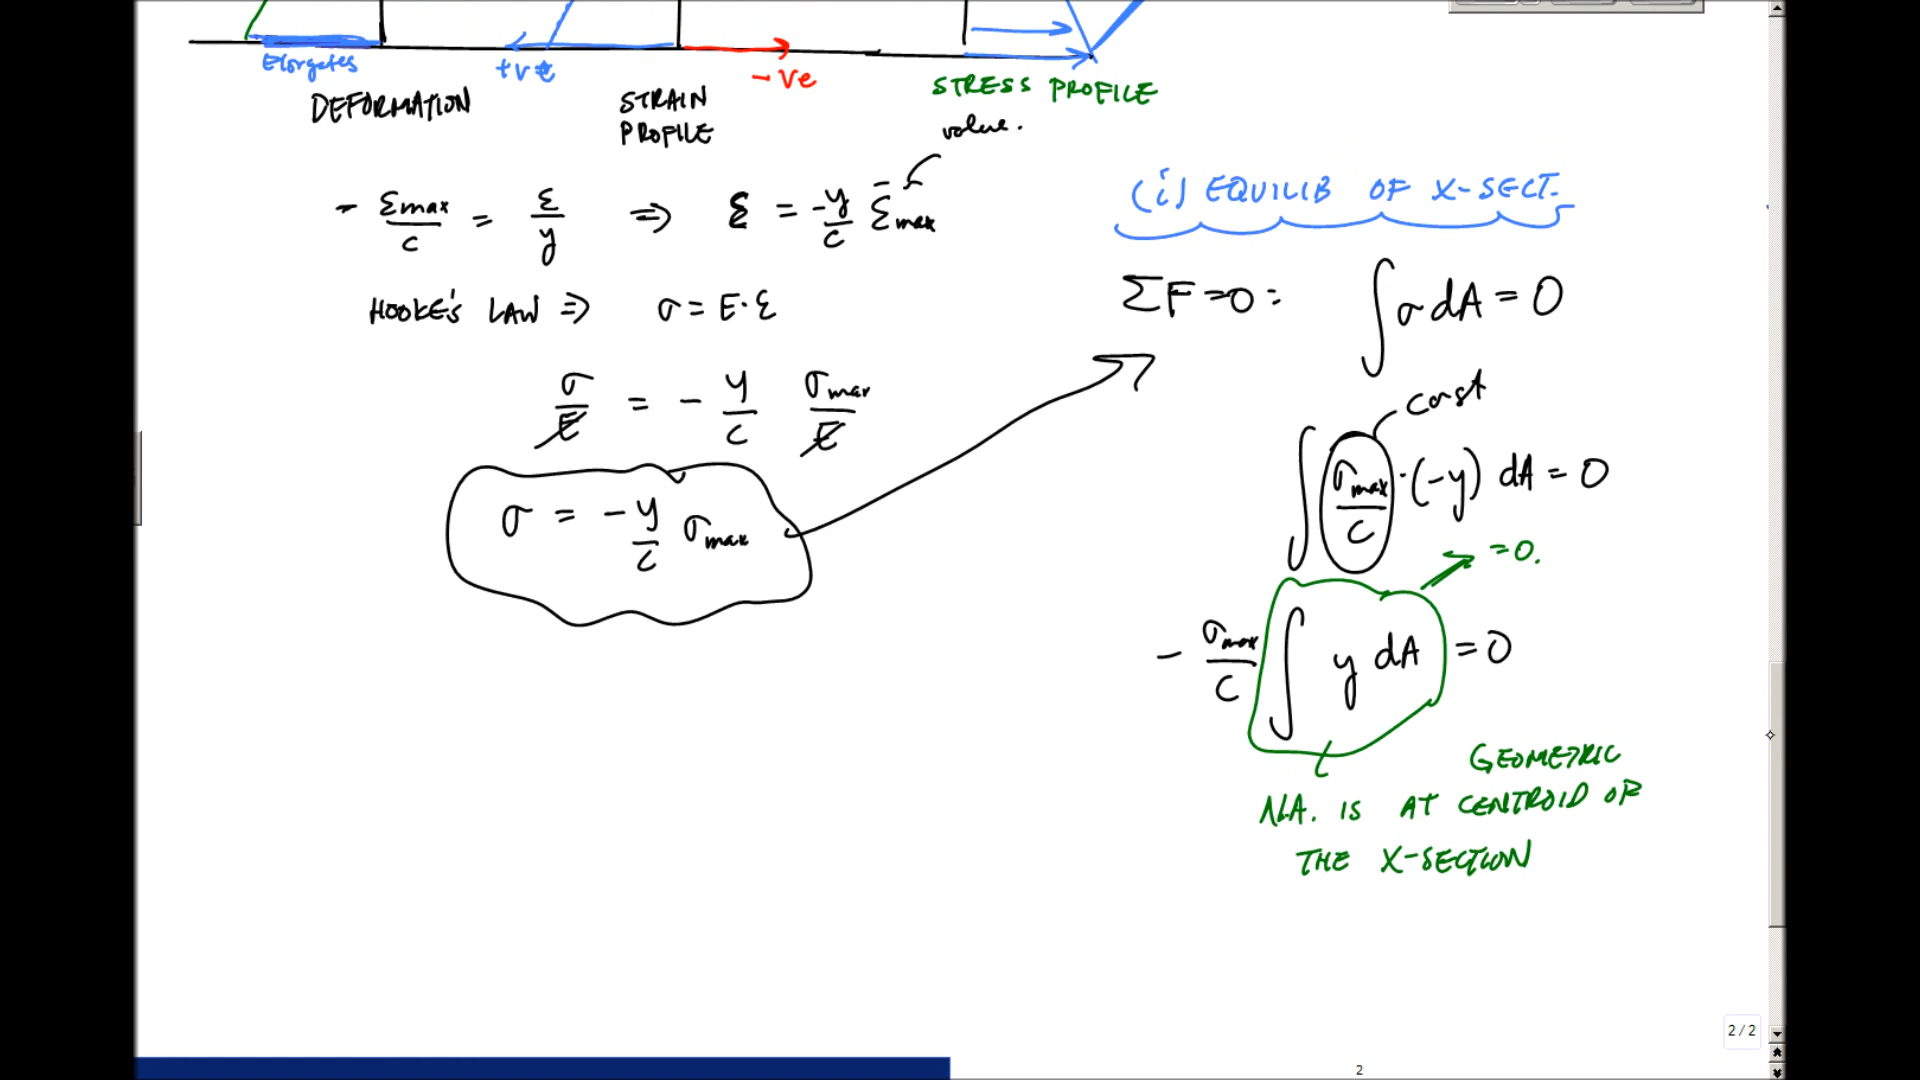 Elongates
+ve
-ve
DEFORMATION
STRAIN
PROFILE
STRESS PROFILE
value.
- εmax/c = ε/y ⇒ ε = -y/c ε̄max
HOOKE'S LAW ⇒ σ = E·ε
σ/E = - y/c σmax/E
σ = -y/c σmax
(i) EQUILIB OF X-SECT.
ΣF=0: ∫σdA = 0
const
∫ σmax/c ·(-y) dA = 0
=0.
- σmax/c ∫ y dA = 0
GEOMETRIC
N.A. IS AT CENTROID OF
THE X-SECTION
2/2
2